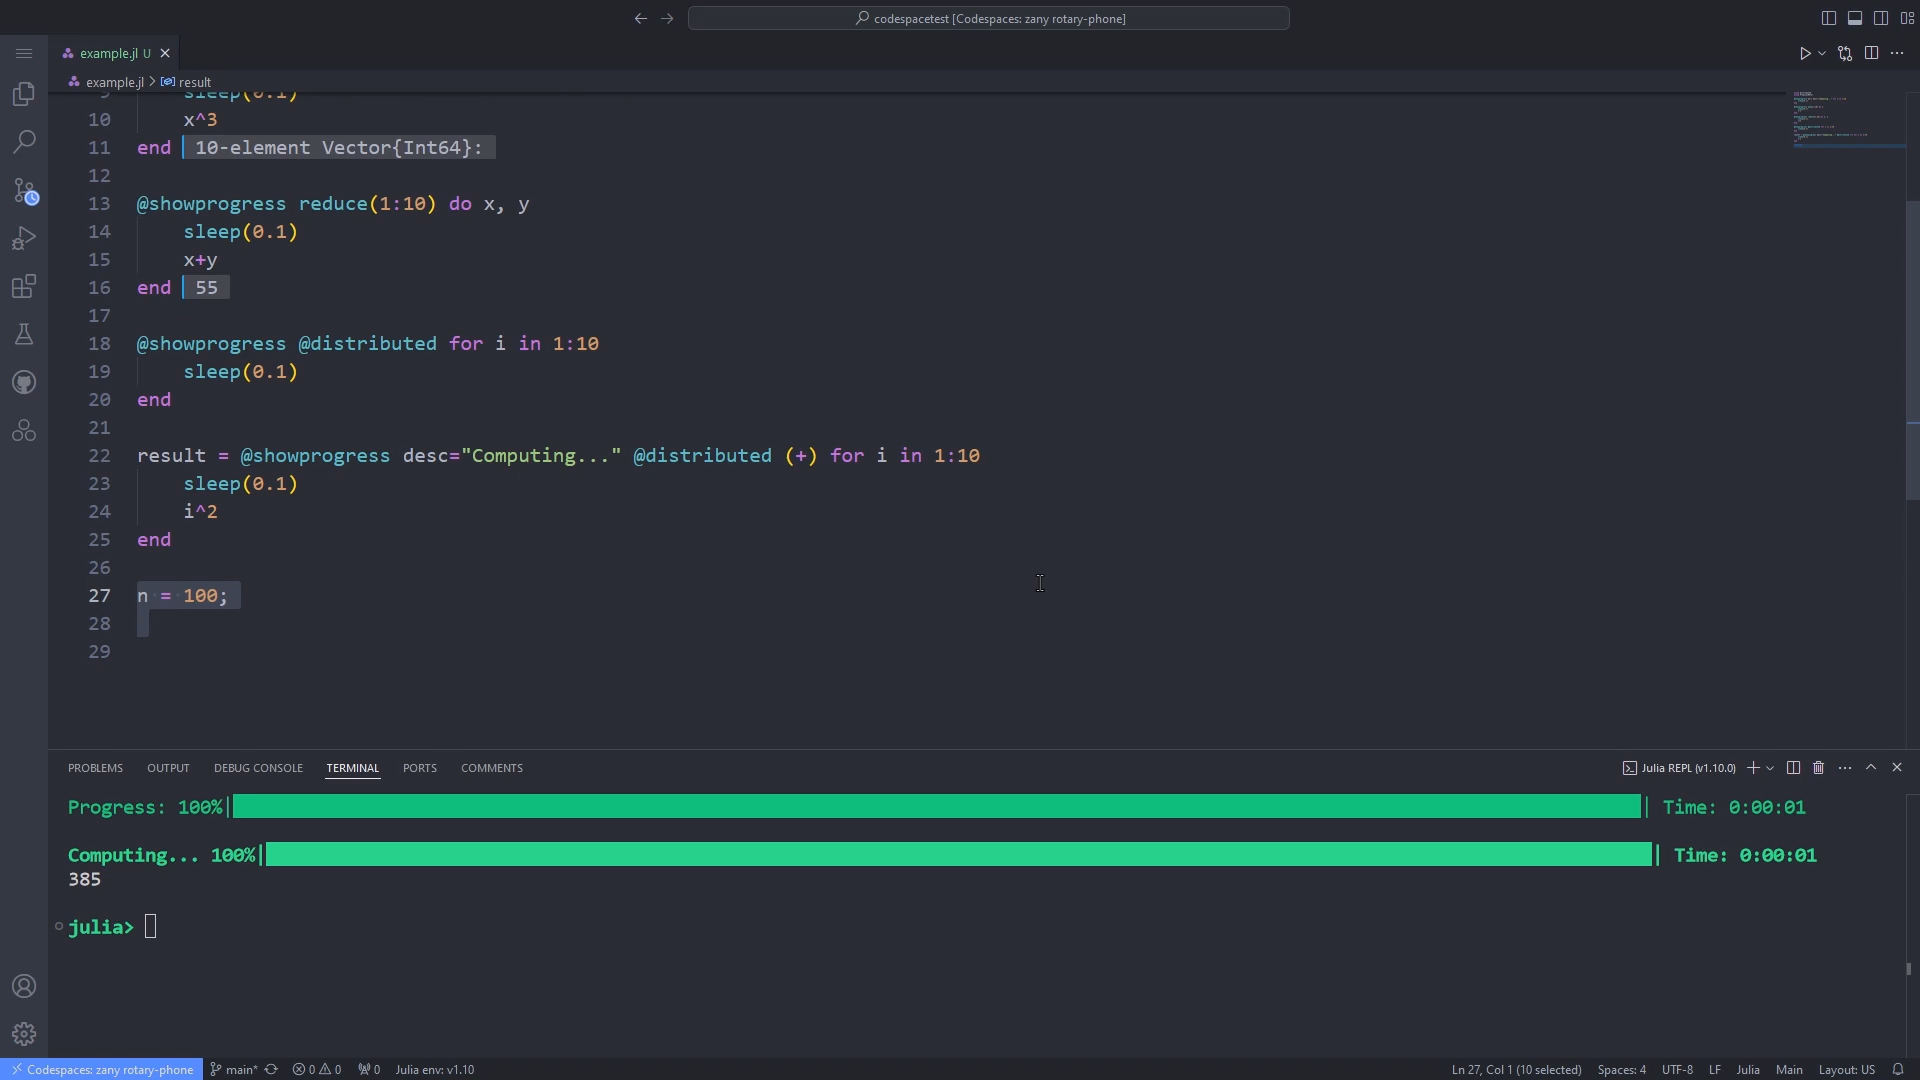 codespacetest [Codespaces: zany rotary-phone]
example.jl U
example.jl > result
9 sleep(0.1)
10 x^3
11 end 10-element Vector{Int64}:
12
13 @showprogress reduce(1:10) do x, y
14 sleep(0.1)
15 x+y
16 end 55
17
18 @showprogress @distributed for i in 1:10
19 sleep(0.1)
20 end
21
22 result = @showprogress desc="Computing..." @distributed (+) for i in 1:10
23 sleep(0.1)
24 i^2
25 end
26
27 n = 100;
28
29
PROBLEMS OUTPUT DEBUG CONSOLE TERMINAL PORTS COMMENTS Julia REPL (v1.10.0)
Progress: 100%| | Time: 0:00:01
Computing... 100%| | Time: 0:00:01
385
julia>
Codespaces: zany rotary-phone main* 0 0 0 Julia env: v1.10 Ln 27, Col 1 (10 selected) Spaces: 4 UTF-8 LF Julia Main Layout: US